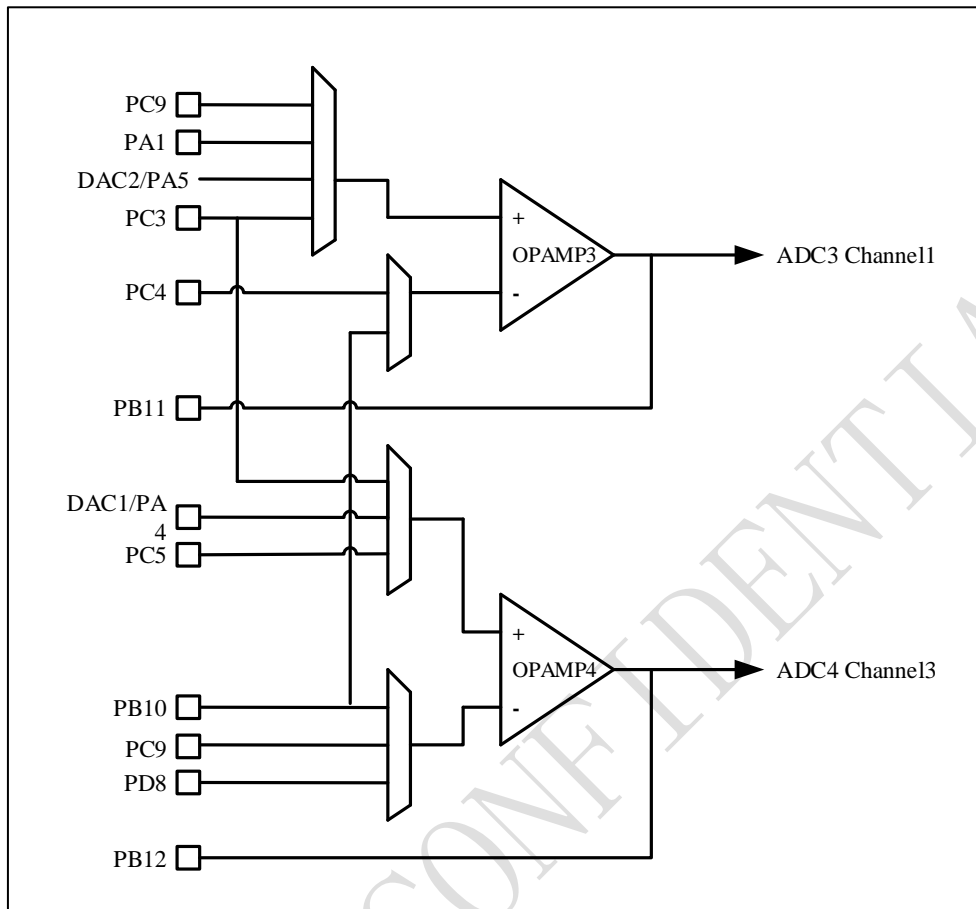 PC9
PA1
DAC2/PA5
PC3
+
OPAMP3
ADC3 Channel1
PC4
-
PB11
DAC1/PA
4
PC5
+
OPAMP4
ADC4 Channel3
PB10
-
PC9
PD8
PB12
CONFIDENTIA